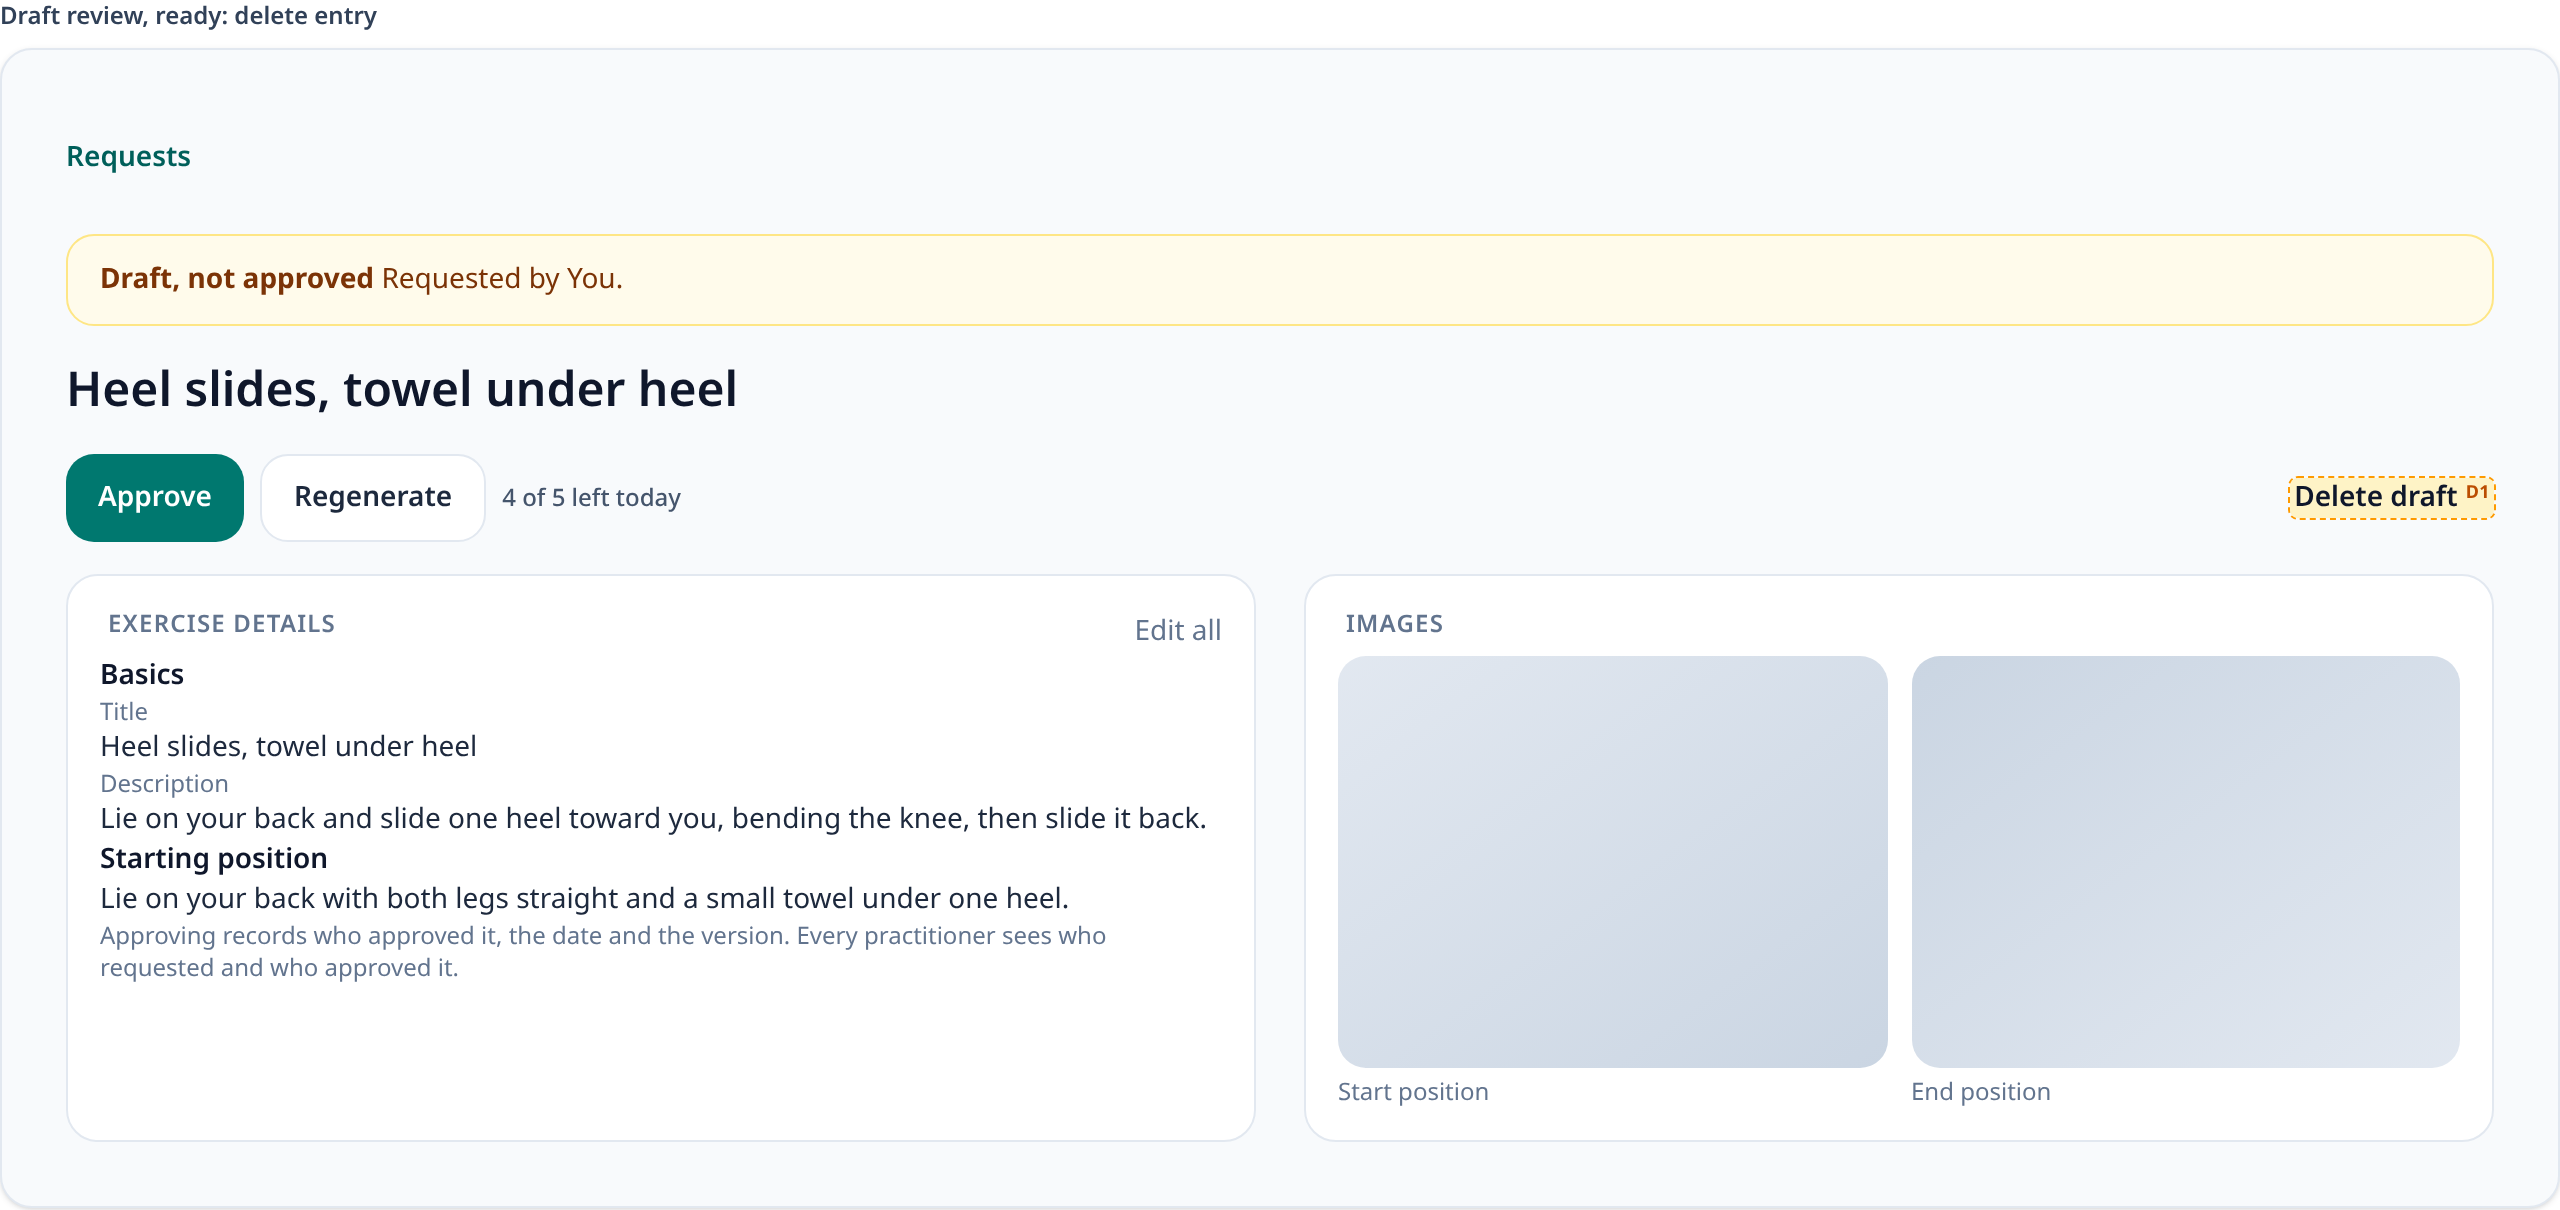 Draft review, ready: delete entry
Requests
Draft, not approved Requested by You.
Heel slides, towel under heel
Approve Regenerate 4 of 5 left today Delete draft D1
EXERCISE DETAILS
Edit all
Basics
Title
Heel slides, towel under heel
Description
Lie on your back and slide one heel toward you, bending the knee, then slide it back.
Starting position
Lie on your back with both legs straight and a small towel under one heel.
Approving records who approved it, the date and the version. Every practitioner sees who
requested and who approved it.
IMAGES
Start position
End position